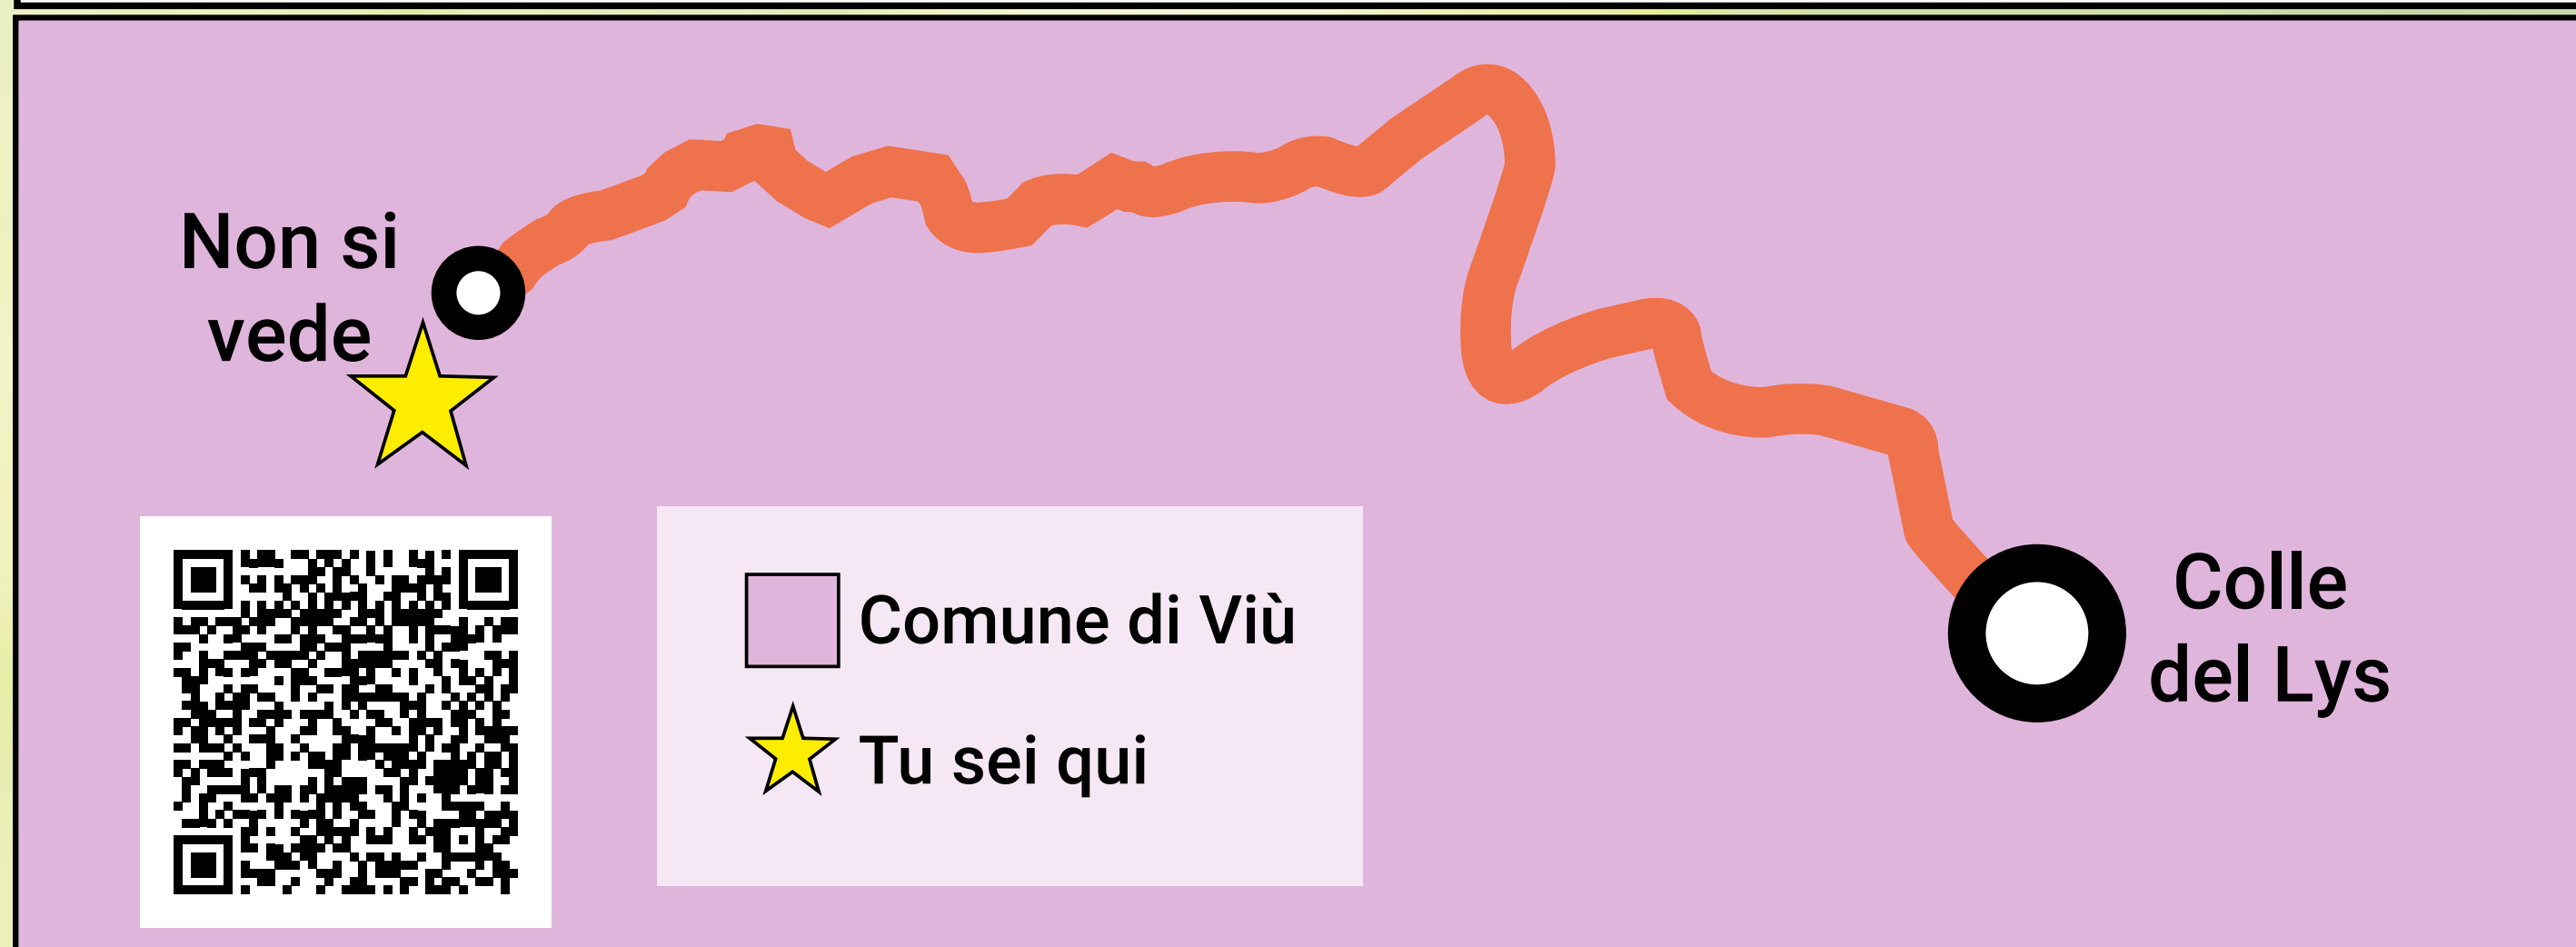 Non si
vede
Colle
del Lys
Comune di Viù
Tu sei qui